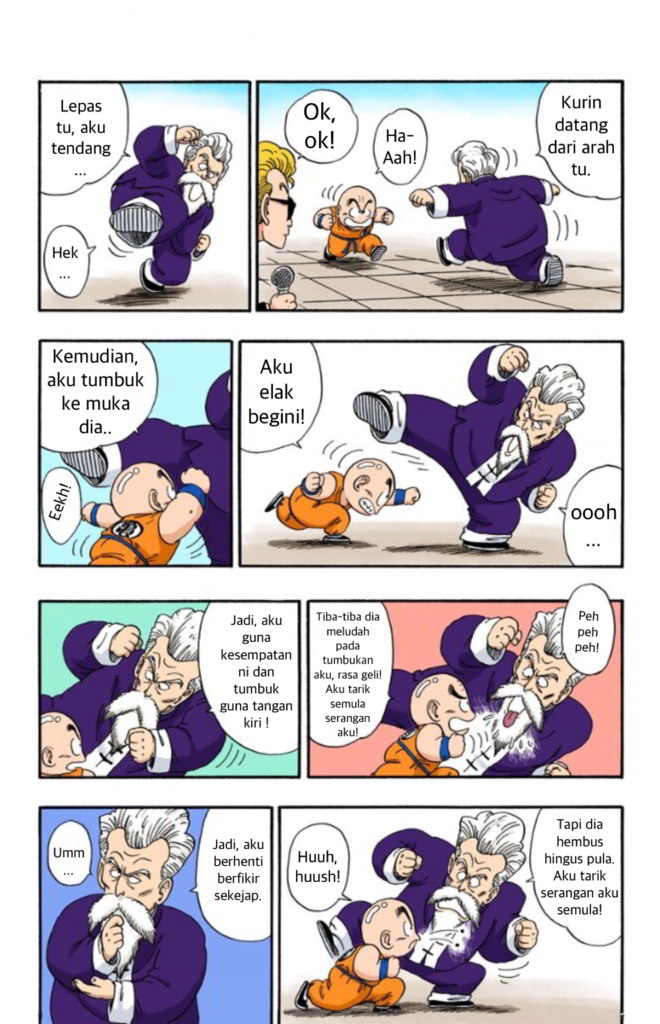 Kurin
datang
dari arah
tu.
Ha-
Aah!
Ok,
ok!
Lepas
tu, aku
tendang
...
Hek
...
Aku
elak
begini!
oooh
...
Kemudian,
aku tumbuk
ke muka
dia..
Eekh!
Peh
peh
peh!
Tiba-tiba dia
meludah
pada
tumbukan
aku, rasa geli!
Aku tarik
semula
serangan
aku!
Jadi, aku
guna
kesempatan
ni dan
tumbuk
guna tangan
kiri !
Tapi dia
hembus
hingus pula.
Aku tarik
serangan aku
semula!
Huuh,
huush!
Jadi, aku
berhenti
berfikir
sekejap.
Umm
...